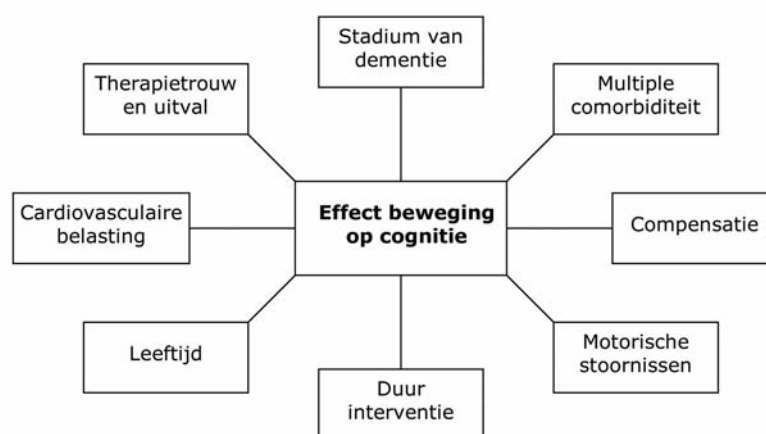 Stadium van
dementie
Therapietrouw
en uitval
Multiple
comorbiditeit
Cardiovasculaire
belasting
Effect beweging
op cognitie
Compensatie
Leeftijd
Motorische
stoornissen
Duur
interventie